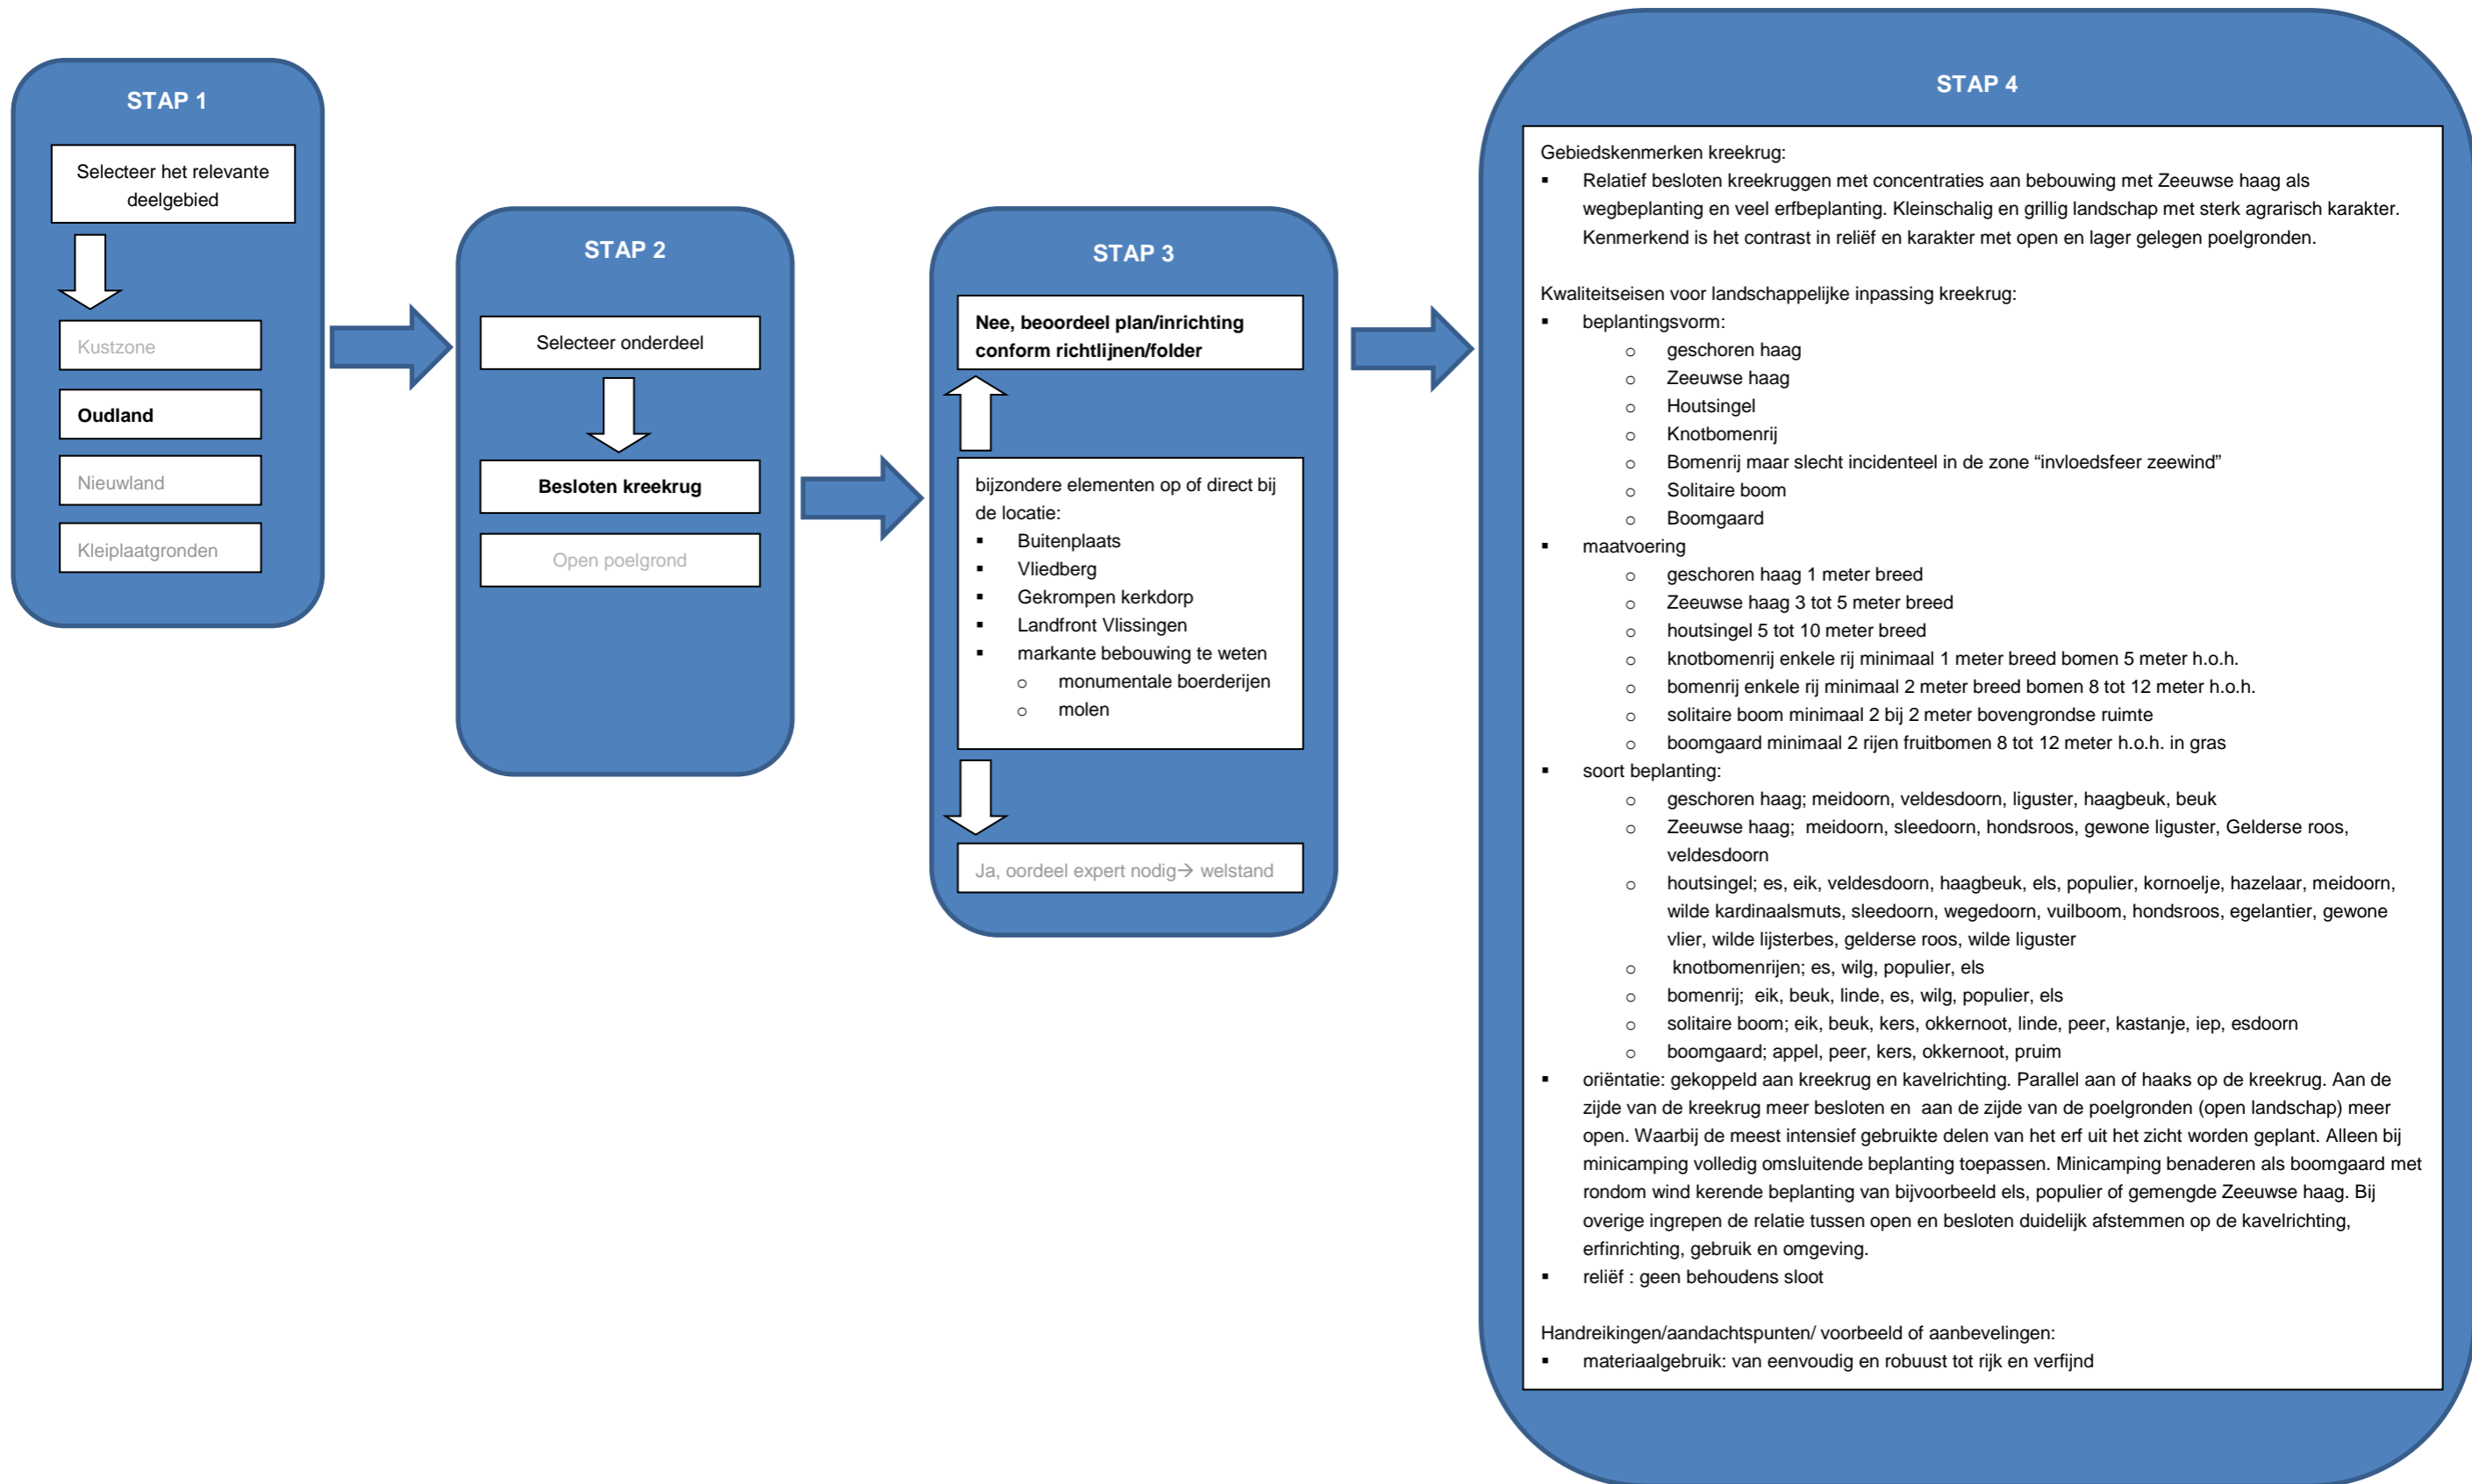 STAP 1
Selecteer het relevante
deelgebied
Kustzone
Oudland
Nieuwland
Kleiplaatgronden
STAP 2
Selecteer onderdeel
Besloten kreekrug
Open poelgrond
STAP 3
Nee, beoordeel plan/inrichting
conform richtlijnen/folder
bijzondere elementen op of direct bij
de locatie:
▪ Buitenplaats
▪ Vliedberg
▪ Gekrompen kerkdorp
▪ Landfront Vlissingen
▪ markante bebouwing te weten
o monumentale boerderijen
o molen
Ja, oordeel expert nodig→ welstand
STAP 4
Gebiedskenmerken kreekrug:
▪ Relatief besloten kreekruggen met concentraties aan bebouwing met Zeeuwse haag als
wegbeplanting en veel erfbeplanting. Kleinschalig en grillig landschap met sterk agrarisch karakter.
Kenmerkend is het contrast in reliëf en karakter met open en lager gelegen poelgronden.
Kwaliteitseisen voor landschappelijke inpassing kreekrug:
▪ beplantingsvorm:
o geschoren haag
o Zeeuwse haag
o Houtsingel
o Knotbomenrij
o Bomenrij maar slecht incidenteel in de zone “invloedsfeer zeewind”
o Solitaire boom
o Boomgaard
▪ maatvoering
o geschoren haag 1 meter breed
o Zeeuwse haag 3 tot 5 meter breed
o houtsingel 5 tot 10 meter breed
o knotbomenrij enkele rij minimaal 1 meter breed bomen 5 meter h.o.h.
o bomenrij enkele rij minimaal 2 meter breed bomen 8 tot 12 meter h.o.h.
o solitaire boom minimaal 2 bij 2 meter bovengrondse ruimte
o boomgaard minimaal 2 rijen fruitbomen 8 tot 12 meter h.o.h. in gras
▪ soort beplanting:
o geschoren haag; meidoorn, veldesdoorn, liguster, haagbeuk, beuk
o Zeeuwse haag; meidoorn, sleedoorn, hondsroos, gewone liguster, Gelderse roos,
veldesdoorn
o houtsingel; es, eik, veldesdoorn, haagbeuk, els, populier, kornoelje, hazelaar, meidoorn,
wilde kardinaalsmuts, sleedoorn, wegedoorn, vuilboom, hondsroos, egelantier, gewone
vlier, wilde lijsterbes, gelderse roos, wilde liguster
o knotbomenrijen; es, wilg, populier, els
o bomenrij; eik, beuk, linde, es, wilg, populier, els
o solitaire boom; eik, beuk, kers, okkernoot, linde, peer, kastanje, iep, esdoorn
o boomgaard; appel, peer, kers, okkernoot, pruim
▪ oriëntatie: gekoppeld aan kreekrug en kavelrichting. Parallel aan of haaks op de kreekrug. Aan de
zijde van de kreekrug meer besloten en aan de zijde van de poelgronden (open landschap) meer
open. Waarbij de meest intensief gebruikte delen van het erf uit het zicht worden geplant. Alleen bij
minicamping volledig omsluitende beplanting toepassen. Minicamping benaderen als boomgaard met
rondom wind kerende beplanting van bijvoorbeeld els, populier of gemengde Zeeuwse haag. Bij
overige ingrepen de relatie tussen open en besloten duidelijk afstemmen op de kavelrichting,
erfinrichting, gebruik en omgeving.
▪ reliëf : geen behoudens sloot
Handreikingen/aandachtspunten/ voorbeeld of aanbevelingen:
▪ materiaalgebruik: van eenvoudig en robuust tot rijk en verfijnd